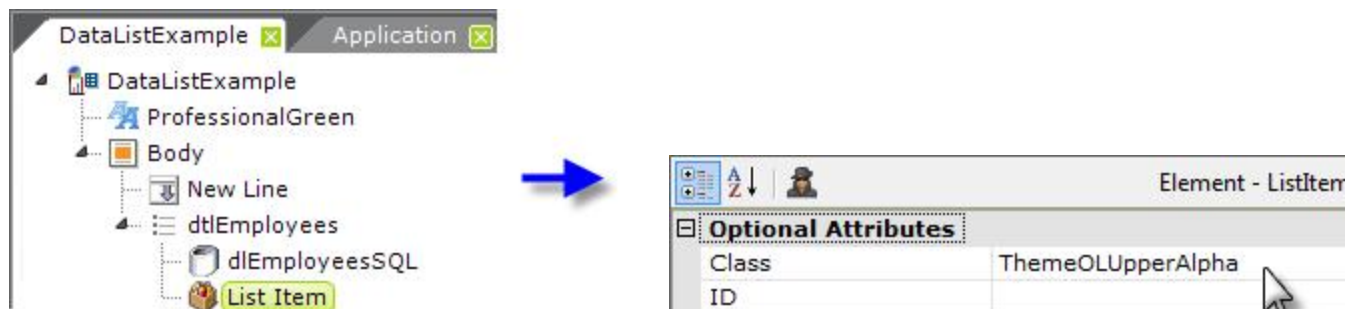 DataListExample Application
DataListExample
ProfessionalGreen
Body
New Line
dtlEmployees
dlEmployeesSQL
List Item
A
Z
Element - ListItem
Optional Attributes
Class ThemeOLUpperAlpha
ID